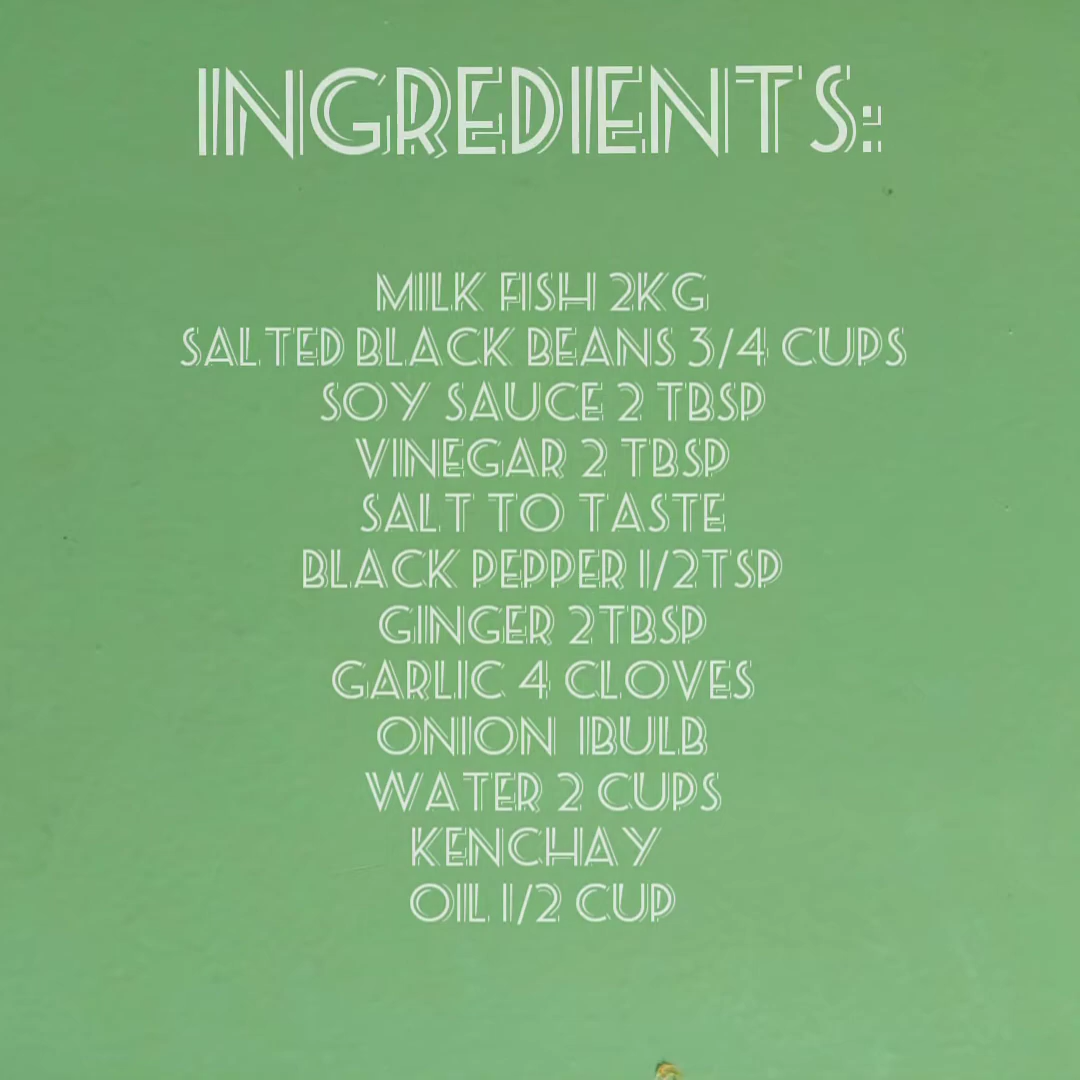 INGREDIENTS:
MILK FISH 2KG
SALTED BLACK BEANS 3/4 CUPS
SOY SAUCE 2 TBSP
VINEGAR 2 TBSP
SALT TO TASTE
BLACK PEPPER 1/2TSP
GINGER 2TBSP
GARLIC 4 CLOVES
ONION 1BULB
WATER 2 CUPS
KENCHAY
OIL 1/2 CUP